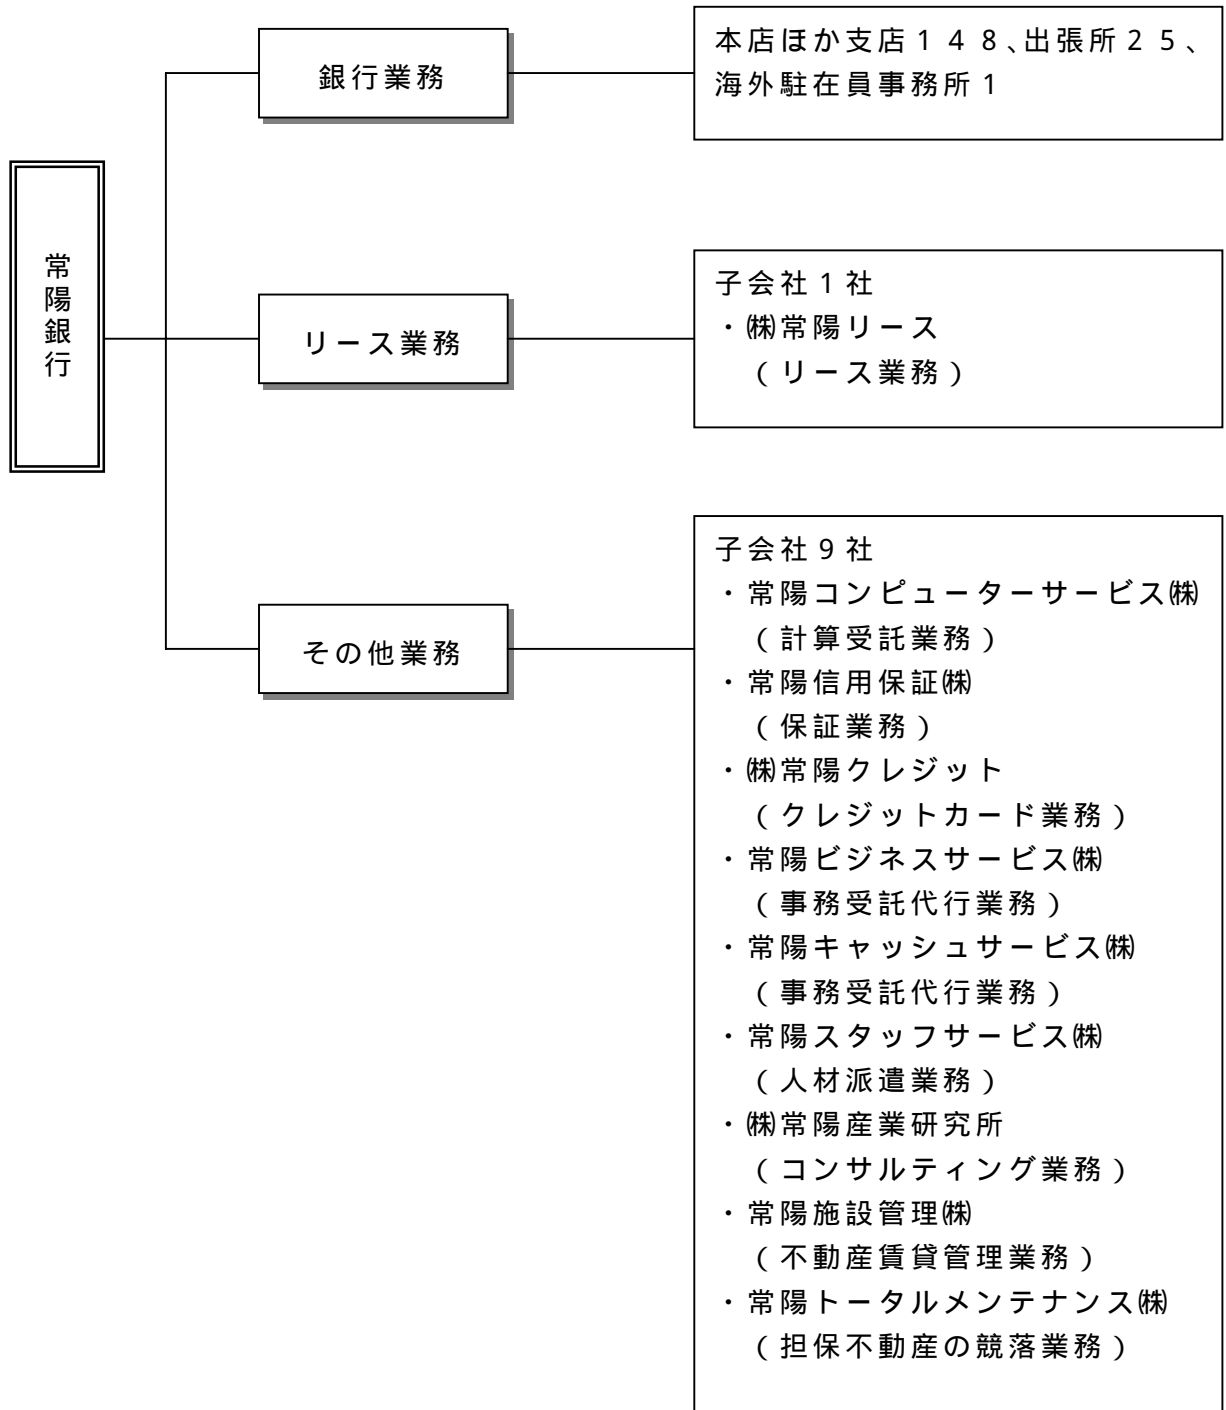 常陽銀行
銀行業務
本店ほか支店148、出張所25、
海外駐在員事務所1
リース業務
子会社1社
・㈱常陽リース
(リース業務)
その他業務
子会社9社
・常陽コンピューターサービス㈱
(計算受託業務)
・常陽信用保証㈱
(保証業務)
・㈱常陽クレジット
(クレジットカード業務)
・常陽ビジネスサービス㈱
(事務受託代行業務)
・常陽キャッシュサービス㈱
(事務受託代行業務)
・常陽スタッフサービス㈱
(人材派遣業務)
・㈱常陽産業研究所
(コンサルティング業務)
・常陽施設管理㈱
(不動産賃貸管理業務)
・常陽トータルメンテナンス㈱
(担保不動産の競落業務)